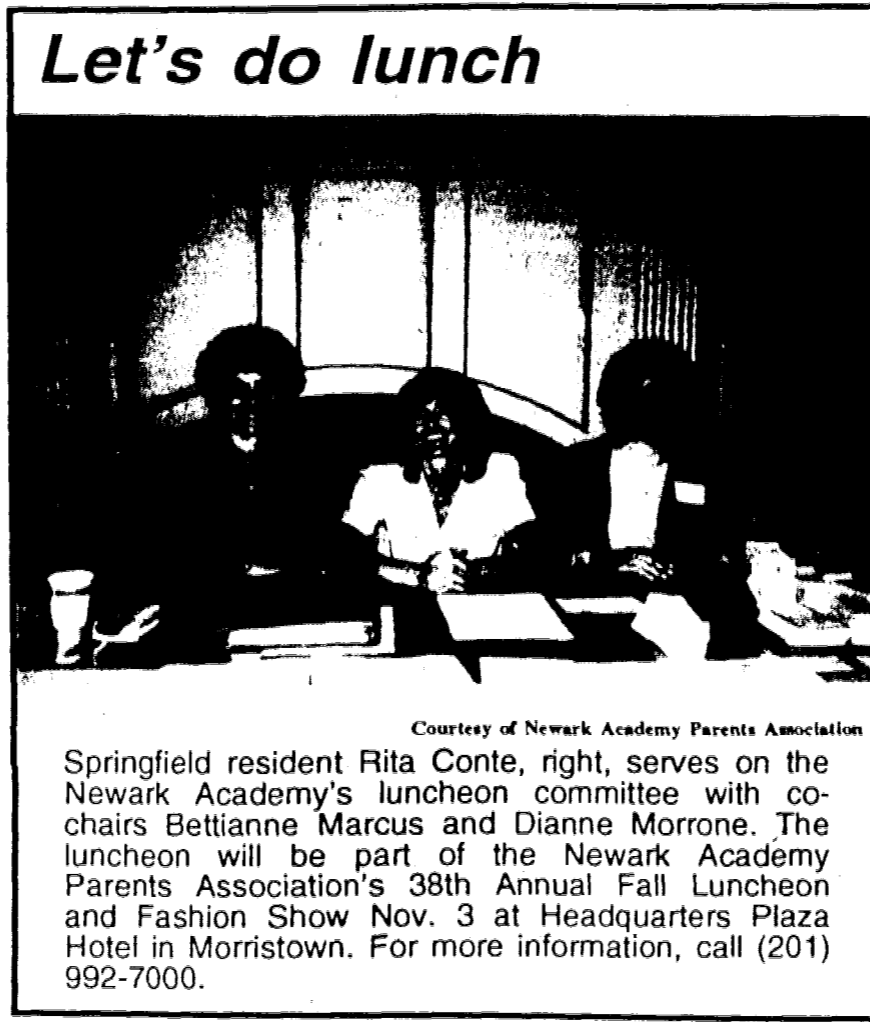 Let's do lunch
Courtesy of Newark Academy Parents Association
Springfield resident Rita Conte, right, serves on the
Newark Academy's luncheon committee with co-
chairs Bettianne Marcus and Dianne Morrone. The
luncheon will be part of the Newark Academy
Parents Association's 38th Annual Fall Luncheon
and Fashion Show Nov. 3 at Headquarters Plaza
Hotel in Morristown. For more information, call (201)
992-7000.